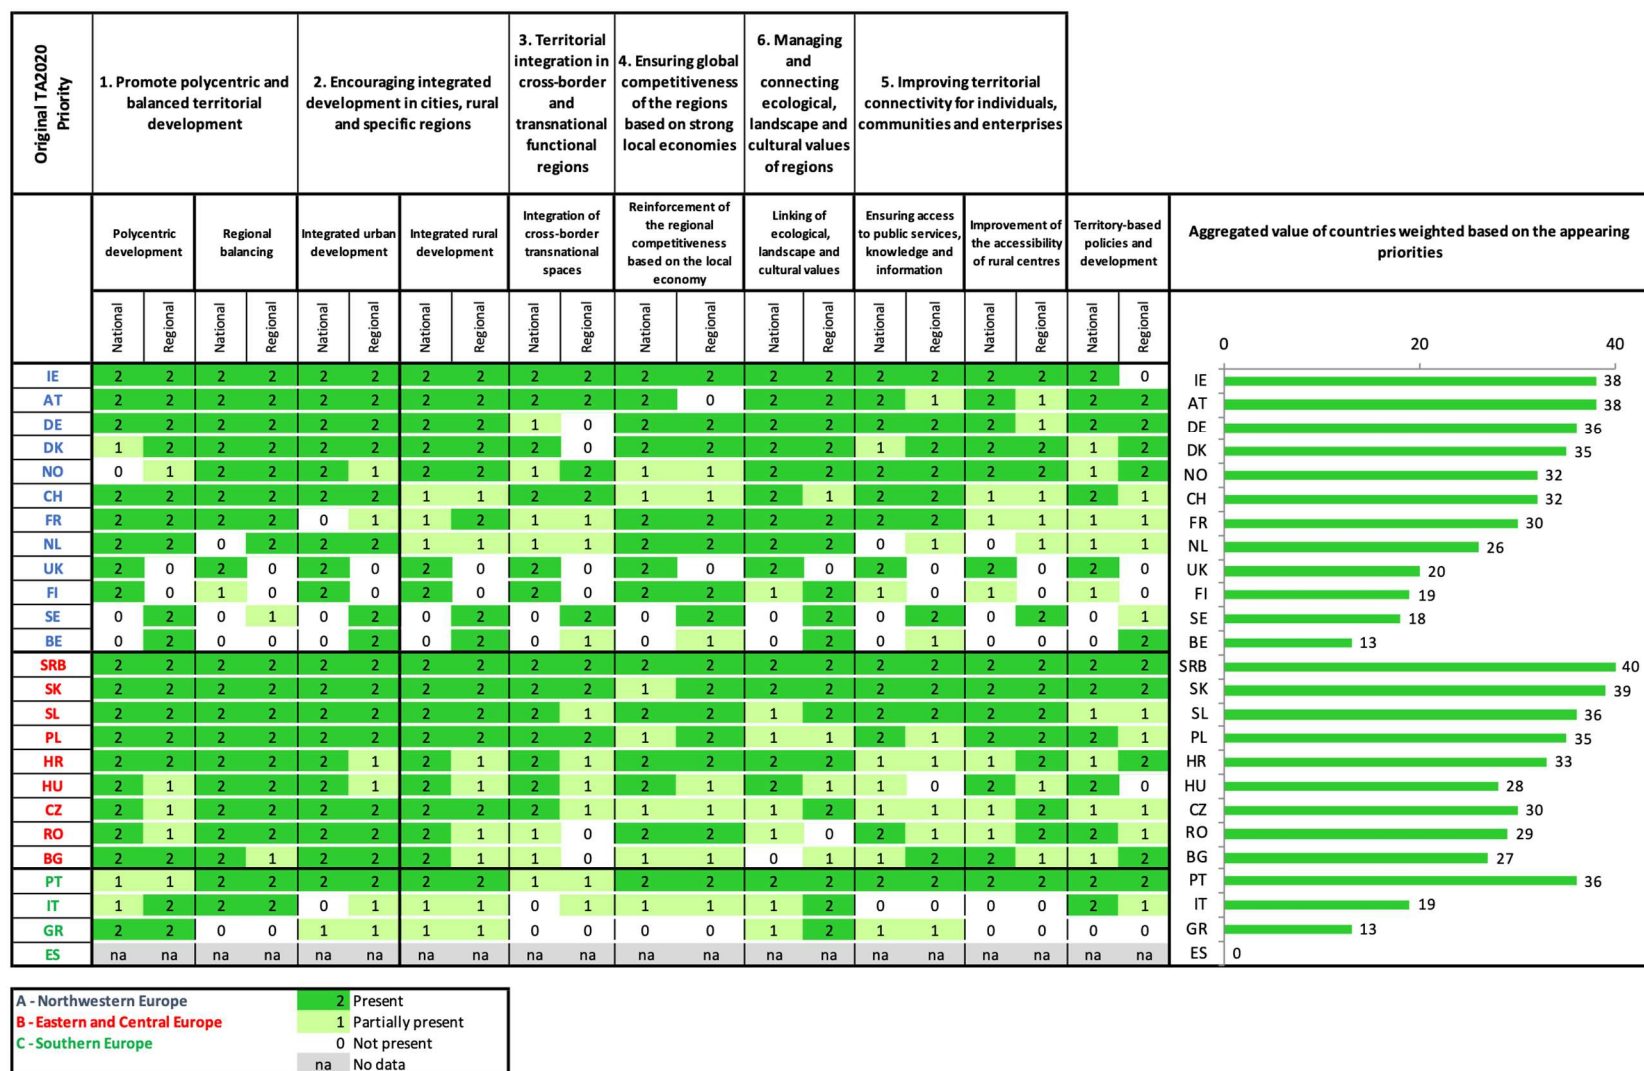 Original TA2020
Priority
1. Promote polycentric and
balanced territorial
development
2. Encouraging integrated
development in cities, rural
and specific regions
3. Territorial
integration in
cross-border
and
transnational
functional
regions
4. Ensuring global
competitiveness
of the regions
based on strong
local economies
6. Managing
and
connecting
ecological,
landscape and
cultural values
of regions
5. Improving territorial
connectivity for individuals,
communities and enterprises
Polycentric
development
Regional
balancing
Integrated urban
development
Integrated rural
development
Integration of
cross-border
transnational
spaces
Reinforcement of
the regional
competitiveness
based on the local
economy
Linking of
ecological,
landscape and
cultural values
Ensuring access
to public services,
knowledge and
information
Improvement of
the accessibility
of rural centres
Territory-based
policies and
development
Aggregated value of countries weighted based on the appearing
priorities
National Regional National Regional National Regional National Regional National Regional National Regional National Regional National Regional National Regional National Regional
0 20 40
IE 2 2 2 2 2 2 2 2 2 2 2 2 2 2 2 2 2 2 2 0 IE 38
AT 2 2 2 2 2 2 2 2 2 2 2 0 2 2 2 1 2 1 2 2 AT 38
DE 2 2 2 2 2 2 2 2 1 0 2 2 2 2 2 2 2 1 2 2 DE 36
DK 1 2 2 2 2 2 2 2 2 0 2 2 2 2 1 2 2 2 1 2 DK 35
NO 0 1 2 2 2 1 2 2 1 2 1 1 2 2 2 2 2 2 1 2 NO 32
CH 2 2 2 2 2 2 1 1 2 2 1 1 2 1 2 2 1 1 2 1 CH 32
FR 2 2 2 2 0 1 1 2 1 1 2 2 2 2 2 2 1 1 1 1 FR 30
NL 2 2 0 2 2 2 1 1 1 1 2 2 2 2 0 1 0 1 1 1 NL 26
UK 2 0 2 0 2 0 2 0 2 0 2 0 2 0 2 0 2 0 2 0 UK 20
FI 2 0 1 0 2 0 2 0 2 0 2 2 1 2 1 0 1 0 1 0 FI 19
SE 0 2 0 1 0 2 0 2 0 2 0 2 0 2 0 2 0 2 0 1 SE 18
BE 0 2 0 0 0 2 0 2 0 1 0 1 0 2 0 1 0 0 0 2 BE 13
SRB 2 2 2 2 2 2 2 2 2 2 2 2 2 2 2 2 2 2 2 2 SRB 40
SK 2 2 2 2 2 2 2 2 2 2 1 2 2 2 2 2 2 2 2 2 SK 39
SL 2 2 2 2 2 2 2 2 2 1 2 2 1 2 2 2 2 2 1 1 SL 36
PL 2 2 2 2 2 2 2 2 2 2 1 2 1 1 2 1 2 2 2 1 PL 35
HR 2 2 2 2 2 1 2 1 2 1 2 2 2 2 1 1 1 2 1 2 HR 33
HU 2 1 2 2 2 1 2 1 2 1 2 1 2 1 1 0 2 1 2 0 HU 28
CZ 2 1 2 2 2 2 2 2 2 1 1 1 1 2 1 1 1 2 1 1 CZ 30
RO 2 1 2 2 2 2 2 1 1 0 2 2 1 0 2 1 1 2 2 1 RO 29
BG 2 2 2 1 2 2 2 1 1 0 1 1 0 1 1 2 2 1 1 2 BG 27
PT 1 1 2 2 2 2 2 2 1 1 2 2 2 2 2 2 2 2 2 2 PT 36
IT 1 2 2 2 0 1 1 1 0 1 1 1 1 2 0 0 0 0 2 1 IT 19
GR 2 2 0 0 1 1 1 1 0 0 0 0 1 2 1 1 0 0 0 0 GR 13
ES na na na na na na na na na na na na na na na na na na na na ES 0
A - Northwestern Europe 2 Present
B - Eastern and Central Europe 1 Partially present
C - Southern Europe 0 Not present
na No data